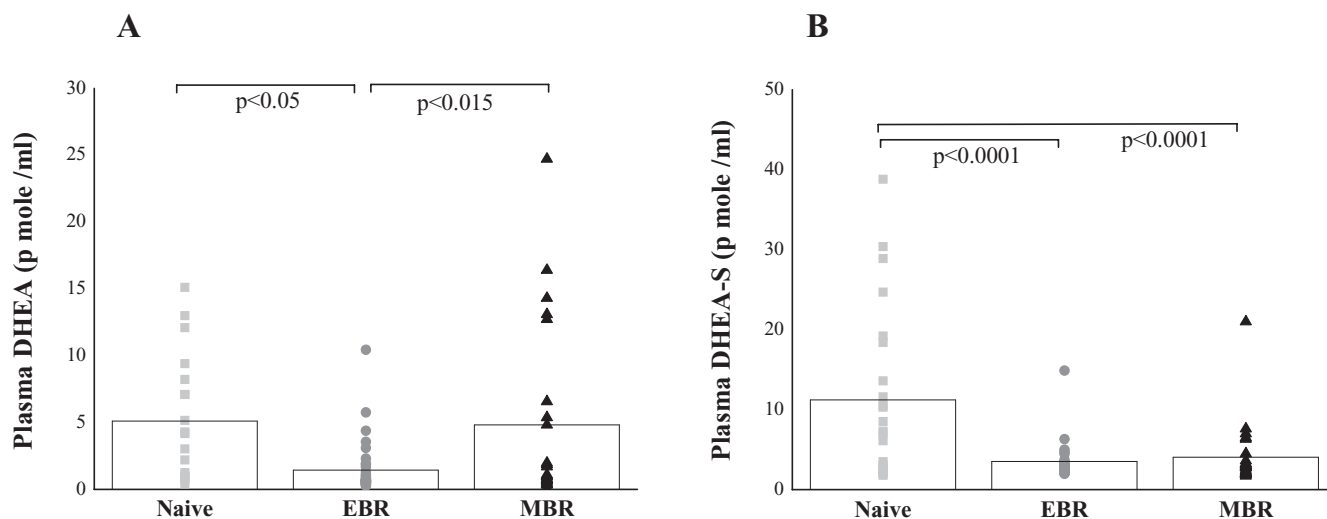 A
Plasma DHEA (p mole /ml)
30
25
20
15
10
5
0
p<0.05
p<0.015
Naive EBR MBR
B
Plasma DHEA-S (p mole /ml)
50
40
30
20
10
0
p<0.0001
p<0.0001
Naive EBR MBR